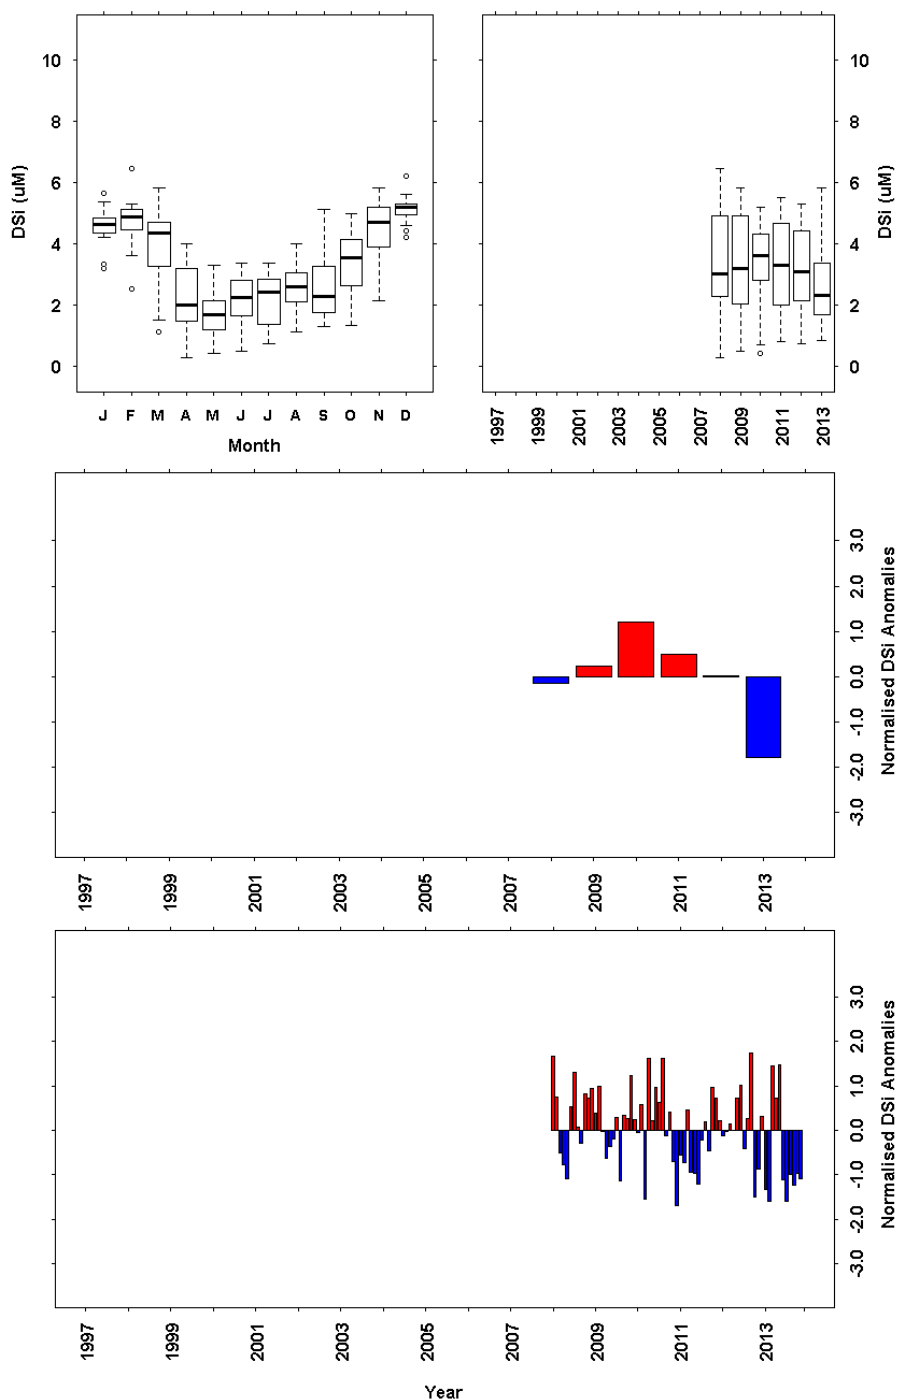 DSi (uM)
10
8
6
4
2
0
J F M A M J J A S O N D
Month
10
8
6
4
2
0
DSi (uM)
1997 1999 2001 2003 2005 2007 2009 2011 2013
3.0
2.0
1.0
0.0
-1.0
-2.0
-3.0
Normalised DSi Anomalies
1997 1999 2001 2003 2005 2007 2009 2011 2013
3.0
2.0
1.0
0.0
-1.0
-2.0
-3.0
Normalised DSi Anomalies
1997 1999 2001 2003 2005 2007 2009 2011 2013
Year